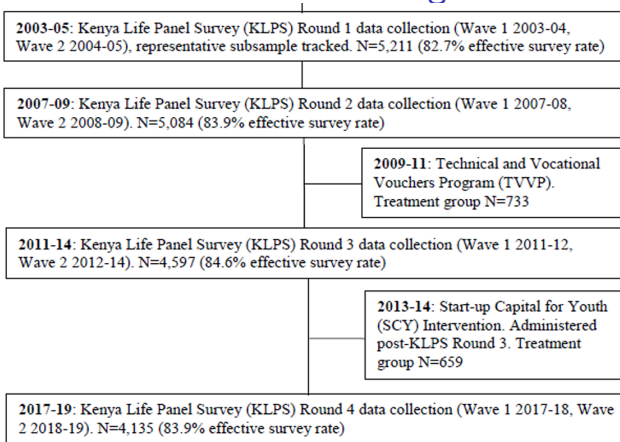 2003-05: Kenya Life Panel Survey (KLPS) Round 1 data collection (Wave 1 2003-04,
Wave 2 2004-05), representative subsample tracked. N=5,211 (82.7% effective survey rate)
2007-09: Kenya Life Panel Survey (KLPS) Round 2 data collection (Wave 1 2007-08,
Wave 2 2008-09). N=5,084 (83.9% effective survey rate)
2009-11: Technical and Vocational
Vouchers Program (TVVP).
Treatment group N=733
2011-14: Kenya Life Panel Survey (KLPS) Round 3 data collection (Wave 1 2011-12,
Wave 2 2012-14). N=4,597 (84.6% effective survey rate)
2013-14: Start-up Capital for Youth
(SCY) Intervention. Administered
post-KLPS Round 3. Treatment
group N=659
2017-19: Kenya Life Panel Survey (KLPS) Round 4 data collection (Wave 1 2017-18, Wave
2 2018-19). N=4,135 (83.9% effective survey rate)